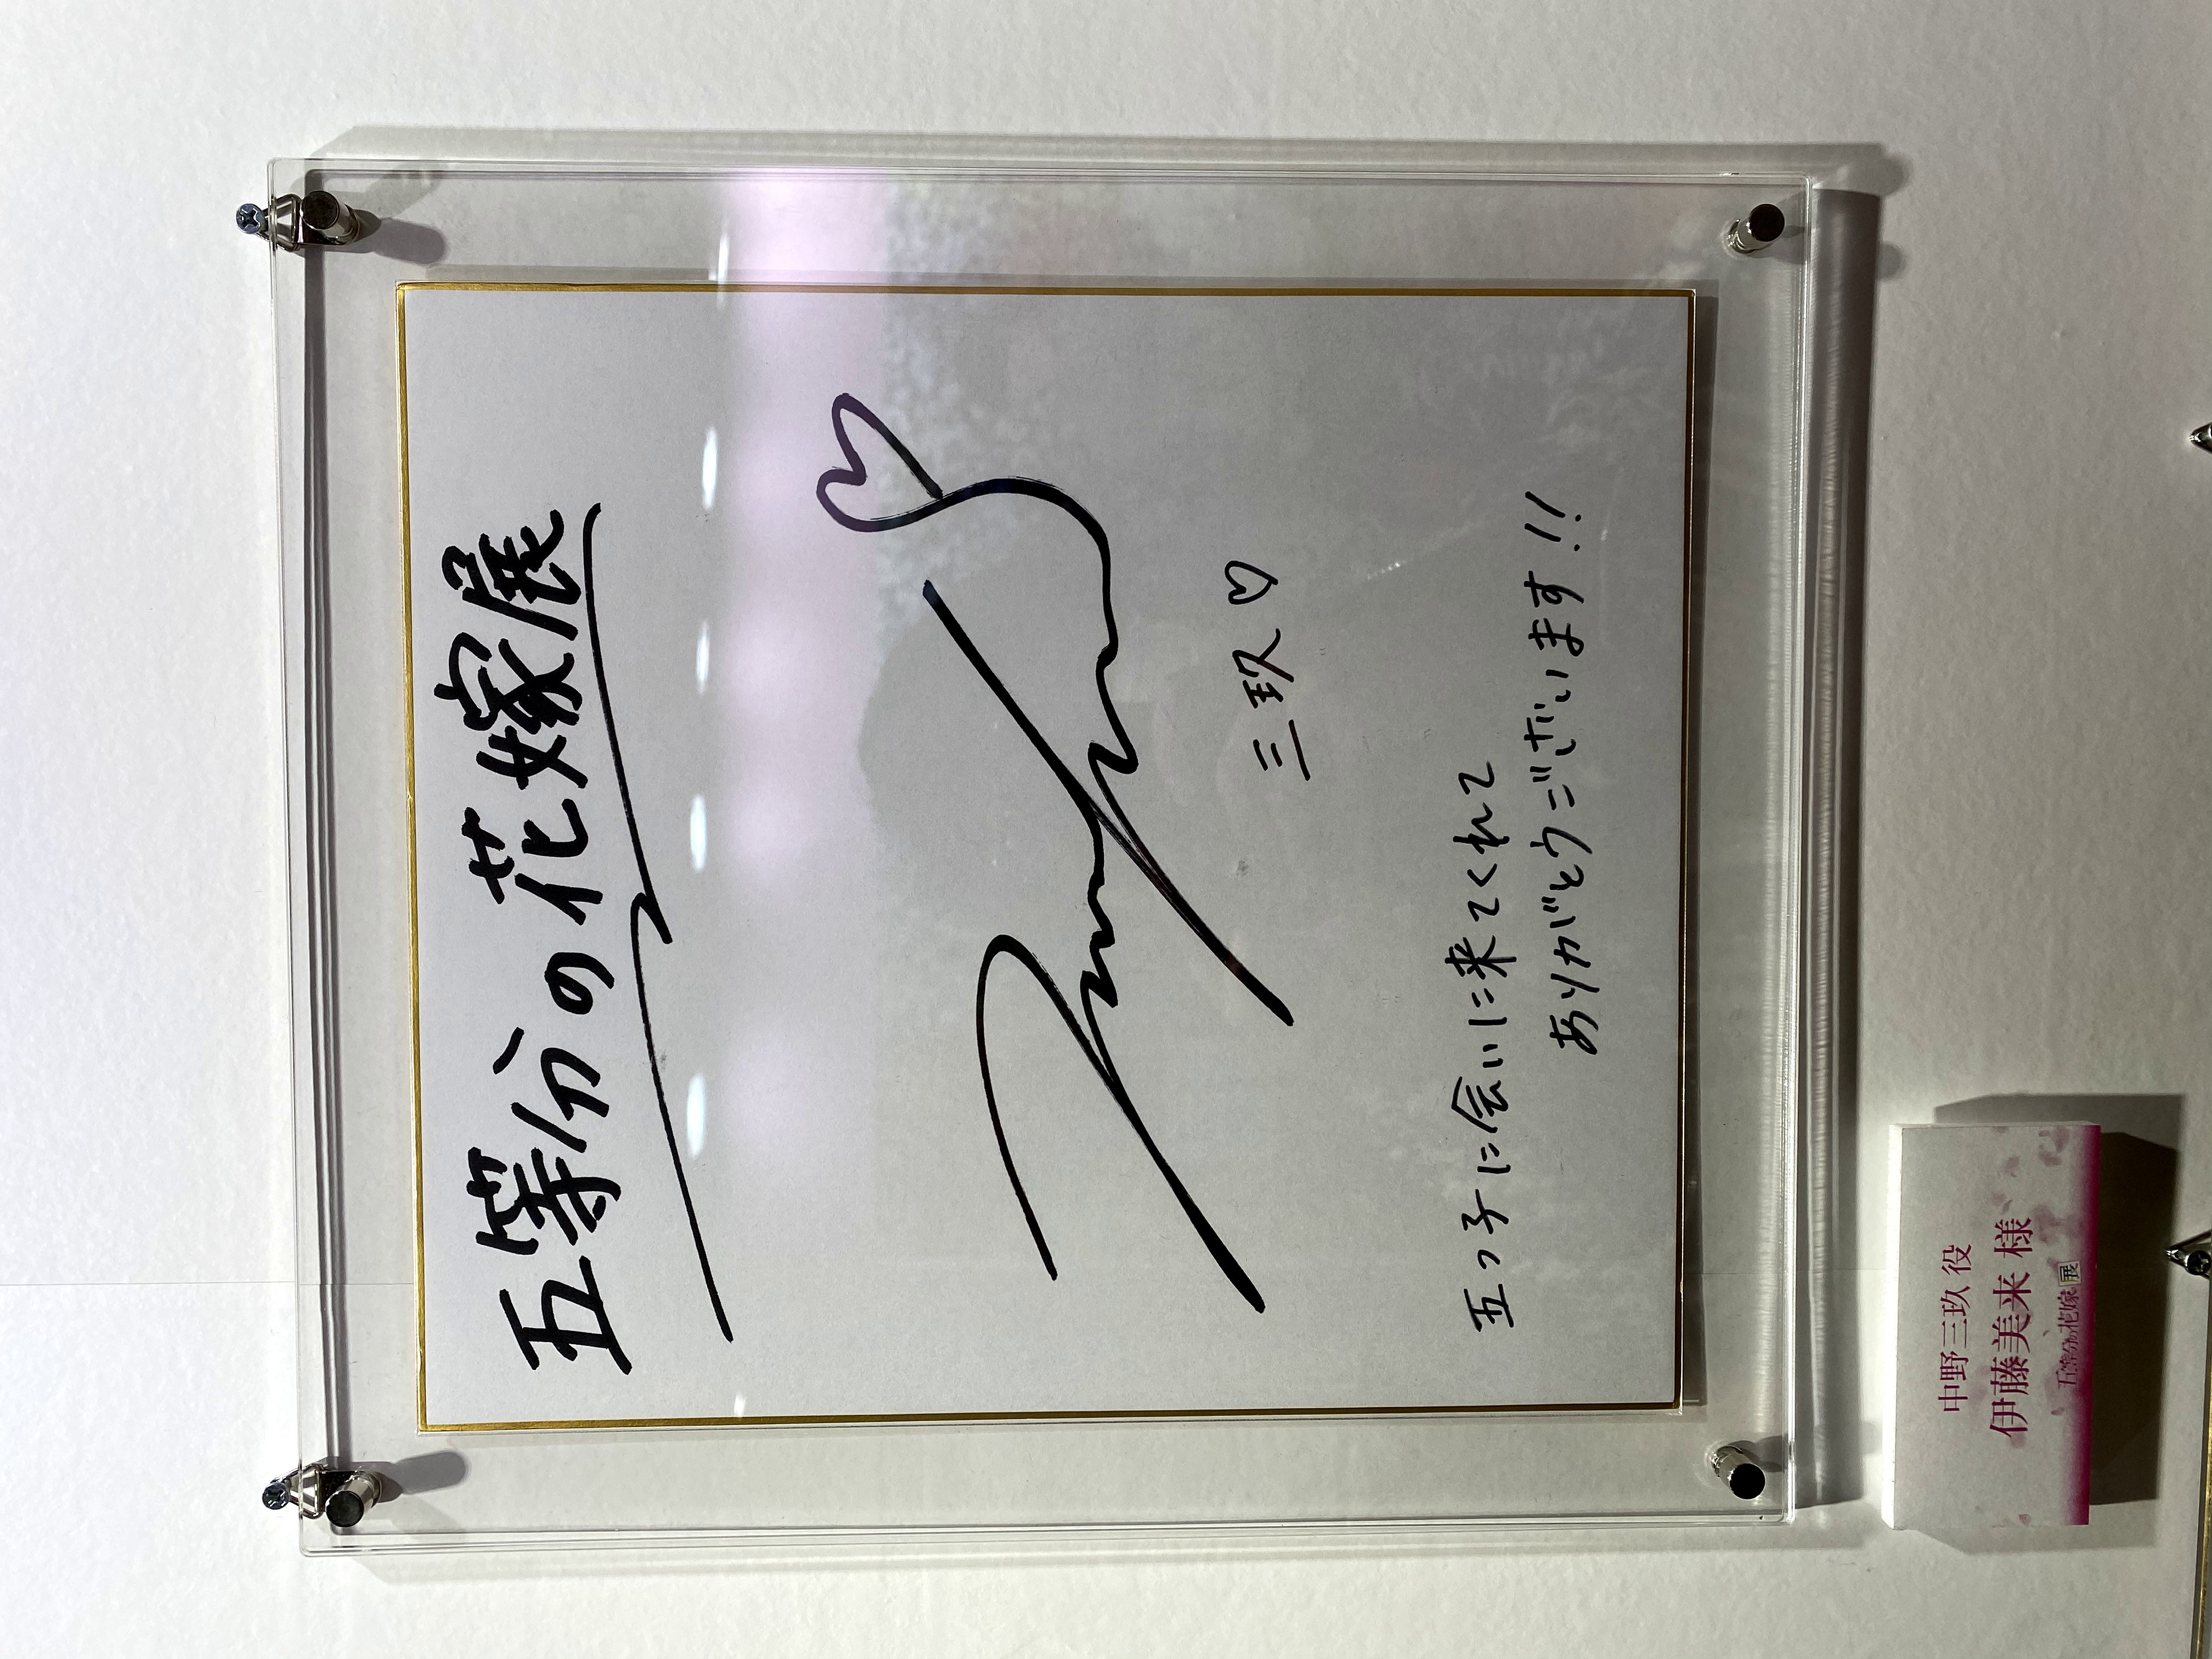 五等分の花嫁展
三玖♡
五つ子に会いに来てくれて
ありがとうございます!!
中野三玖 役
伊藤美来 様
五等分の花嫁展